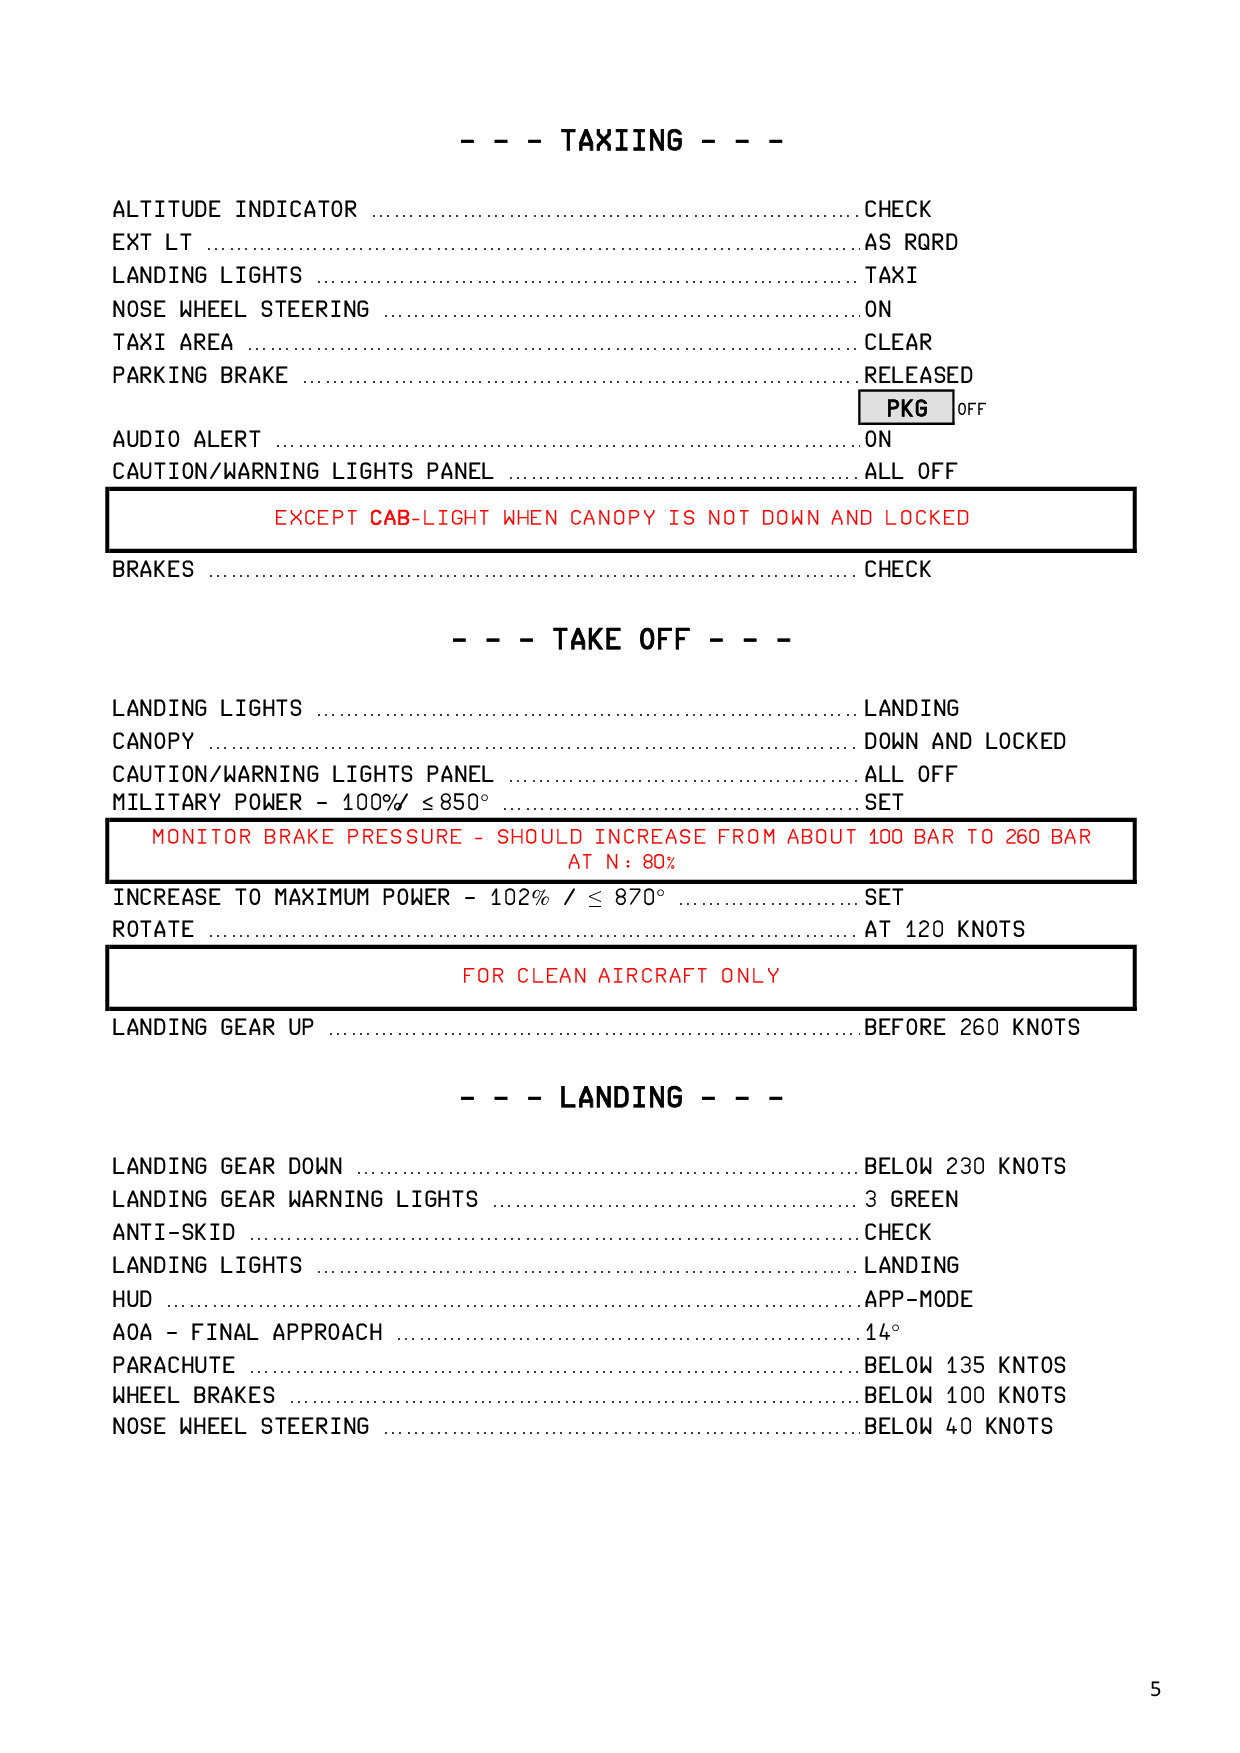 - - - TAXIING - - -
ALTITUDE INDICATOR ................................................................ CHECK
EXT LT ................................................................ AS RQRD
LANDING LIGHTS ................................................................ TAXI
NOSE WHEEL STEERING ................................................................ ON
TAXI AREA ................................................................ CLEAR
PARKING BRAKE ................................................................ RELEASED
PKG OFF
AUDIO ALERT ................................................................ ON
CAUTION/WARNING LIGHTS PANEL ................................................ ALL OFF
EXCEPT CAB-LIGHT WHEN CANOPY IS NOT DOWN AND LOCKED
BRAKES ................................................................ CHECK
- - - TAKE OFF - - -
LANDING LIGHTS ................................................................ LANDING
CANOPY ................................................................ DOWN AND LOCKED
CAUTION/WARNING LIGHTS PANEL ................................................ ALL OFF
MILITARY POWER - 100%/ ≤850° ................................................ SET
MONITOR BRAKE PRESSURE - SHOULD INCREASE FROM ABOUT 100 BAR TO 260 BAR
AT N: 80%
INCREASE TO MAXIMUM POWER - 102% / ≤ 870° ........................ SET
ROTATE ................................................................ AT 120 KNOTS
FOR CLEAN AIRCRAFT ONLY
LANDING GEAR UP ................................................................ BEFORE 260 KNOTS
- - - LANDING - - -
LANDING GEAR DOWN ................................................................ BELOW 230 KNOTS
LANDING GEAR WARNING LIGHTS ................................................ 3 GREEN
ANTI-SKID ................................................................ CHECK
LANDING LIGHTS ................................................................ LANDING
HUD ................................................................ APP-MODE
AOA - FINAL APPROACH ................................................................ 14°
PARACHUTE ................................................................ BELOW 135 KNTOS
WHEEL BRAKES ................................................................ BELOW 100 KNOTS
NOSE WHEEL STEERING ................................................................ BELOW 40 KNOTS
5